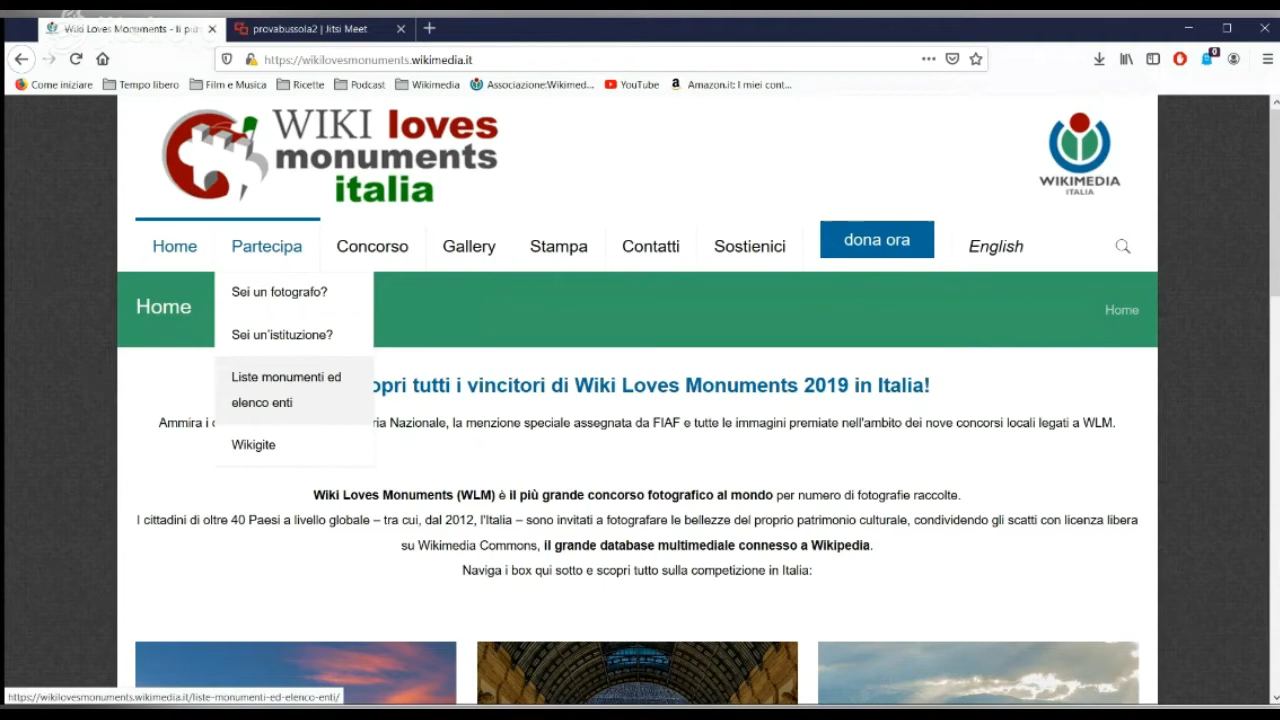 Wiki Loves Monuments - Il più
provabussola2 | Jitsi Meet
https://wikilovesmonuments.wikimedia.it
0
Come iniziare
Tempo libero
Film e Musica
Ricette
Podcast
Wikimedia
Associazione:Wikimed...
YouTube
Amazon.it: I miei cont...
WIKI loves
monuments
italia
WIKIMEDIA
ITALIA
Home
Partecipa
Concorso
Gallery
Stampa
Contatti
Sostienici
dona ora
English
Sei un fotografo?
Sei un'istituzione?
Liste monumenti ed
elenco enti
Wikigite
Home
Home
opri tutti i vincitori di Wiki Loves Monuments 2019 in Italia!
Ammira i ria Nazionale, la menzione speciale assegnata da FIAF e tutte le immagini premiate nell'ambito dei nove concorsi locali legati a WLM.
Wiki Loves Monuments (WLM) è il più grande concorso fotografico al mondo per numero di fotografie raccolte.
I cittadini di oltre 40 Paesi a livello globale – tra cui, dal 2012, l'Italia – sono invitati a fotografare le bellezze del proprio patrimonio culturale, condividendo gli scatti con licenza libera
su Wikimedia Commons, il grande database multimediale connesso a Wikipedia.
Naviga i box qui sotto e scopri tutto sulla competizione in Italia:
https://wikilovesmonuments.wikimedia.it/liste-monumenti-ed-elenco-enti/